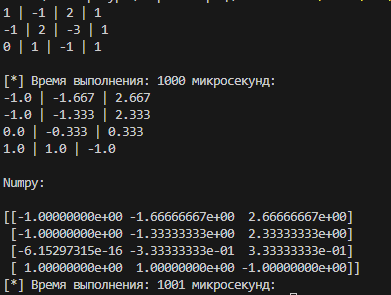 1 | -1 | 2 | 1
-1 | 2 | -3 | 1
0 | 1 | -1 | 1
[*] Время выполнения: 1000 микросекунд:
-1.0 | -1.667 | 2.667
-1.0 | -1.333 | 2.333
0.0 | -0.333 | 0.333
1.0 | 1.0 | -1.0
Numpy:
[[-1.00000000e+00 -1.66666667e+00  2.66666667e+00]
 [-1.00000000e+00 -1.33333333e+00  2.33333333e+00]
 [-6.15297315e-16 -3.33333333e-01  3.33333333e-01]
 [ 1.00000000e+00  1.00000000e+00 -1.00000000e+00]]
[*] Время выполнения: 1001 микросекунд: